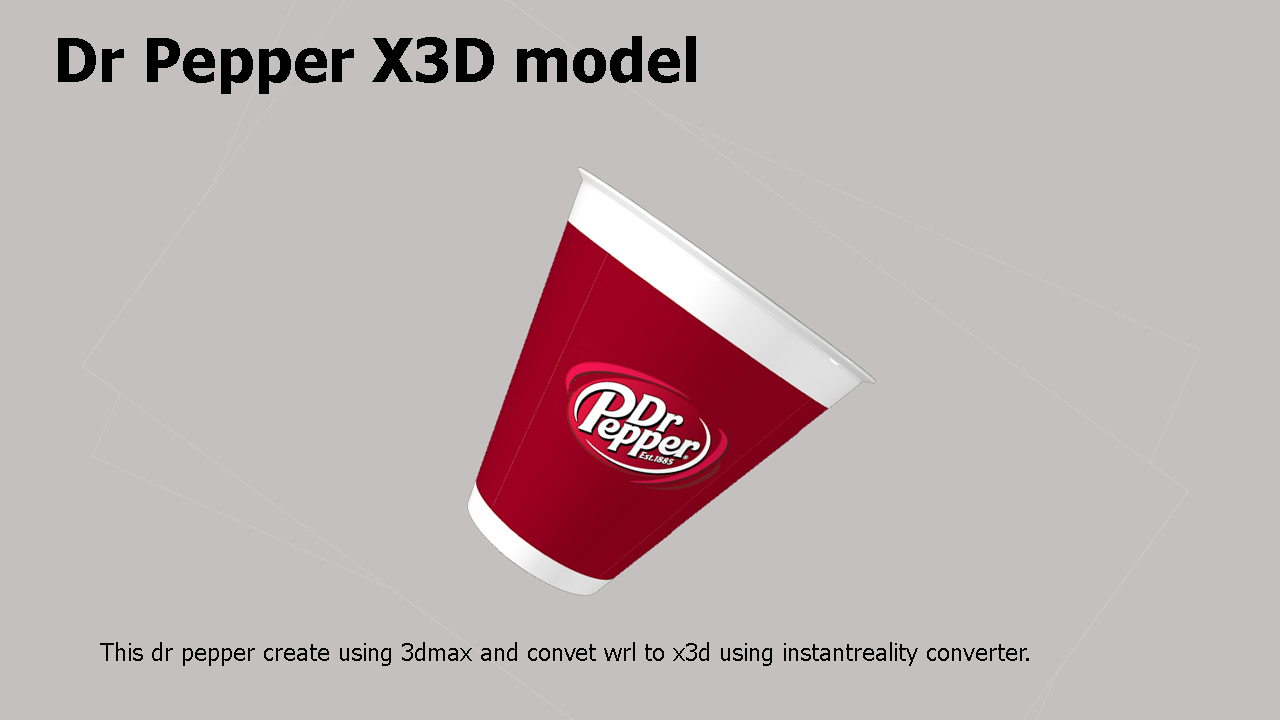 Dr Pepper X3D model
Dr
Pepper
Est.1885
This dr pepper create using 3dmax and convet wrl to x3d using instantreality converter.